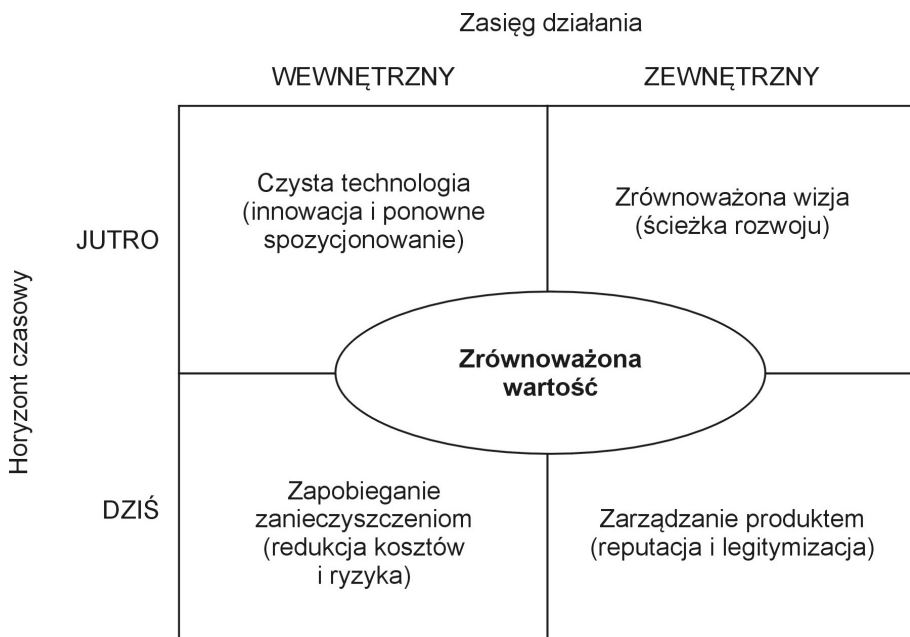 Zasięg działania
WEWNĘTRZNY
ZEWNĘTRZNY
Horyzont czasowy
JUTRO
Czysta technologia
(innowacja i ponowne
spozycjonowanie)
Zrównoważona wizja
(ścieżka rozwoju)
Zrównoważona
wartość
DZIŚ
Zapobieganie
zanieczyszczeniom
(redukcja kosztów
i ryzyka)
Zarządzanie produktem
(reputacja i legitymizacja)